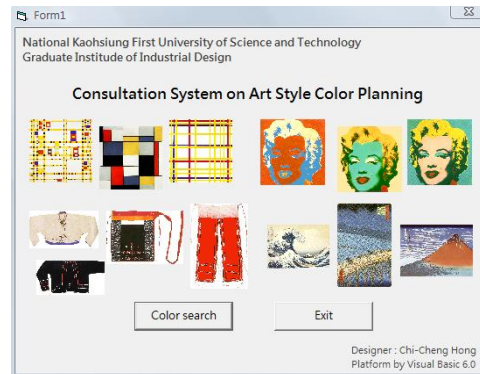 Form1
National Kaohsiung First University of Science and Technology
Graduate Institude of Industrial Design
Consultation System on Art Style Color Planning
Color search
Exit
Designer : Chi-Cheng Hong
Platform by Visual Basic 6.0